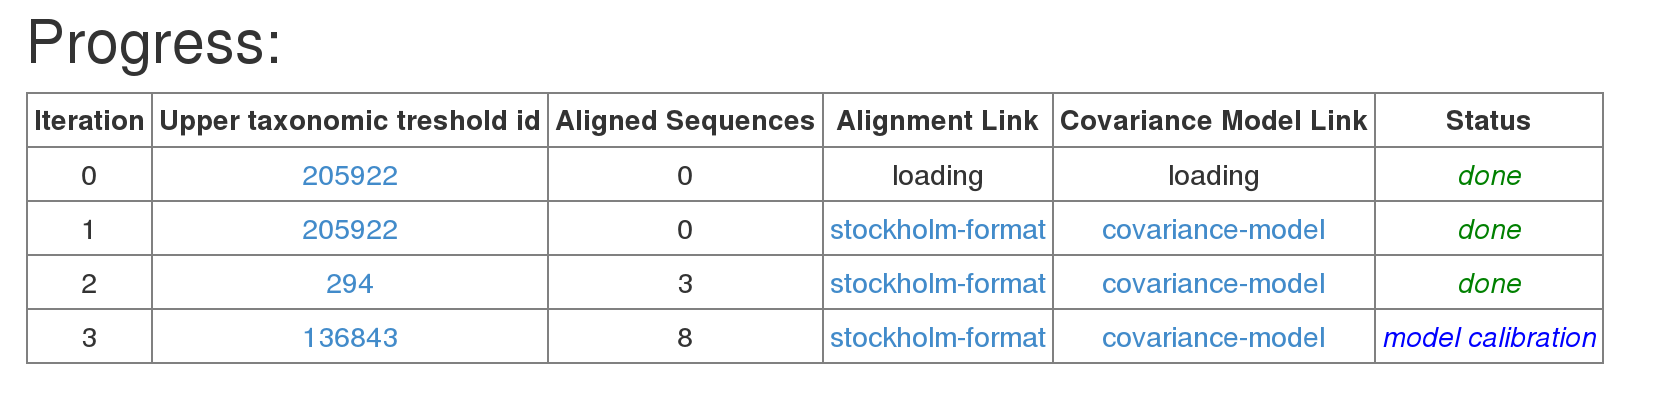 Progress:
Iteration Upper taxonomic treshold id Aligned Sequences Alignment Link Covariance Model Link Status
0 205922 0 loading loading done
1 205922 0 stockholm-format covariance-model done
2 294 3 stockholm-format covariance-model done
3 136843 8 stockholm-format covariance-model model calibration